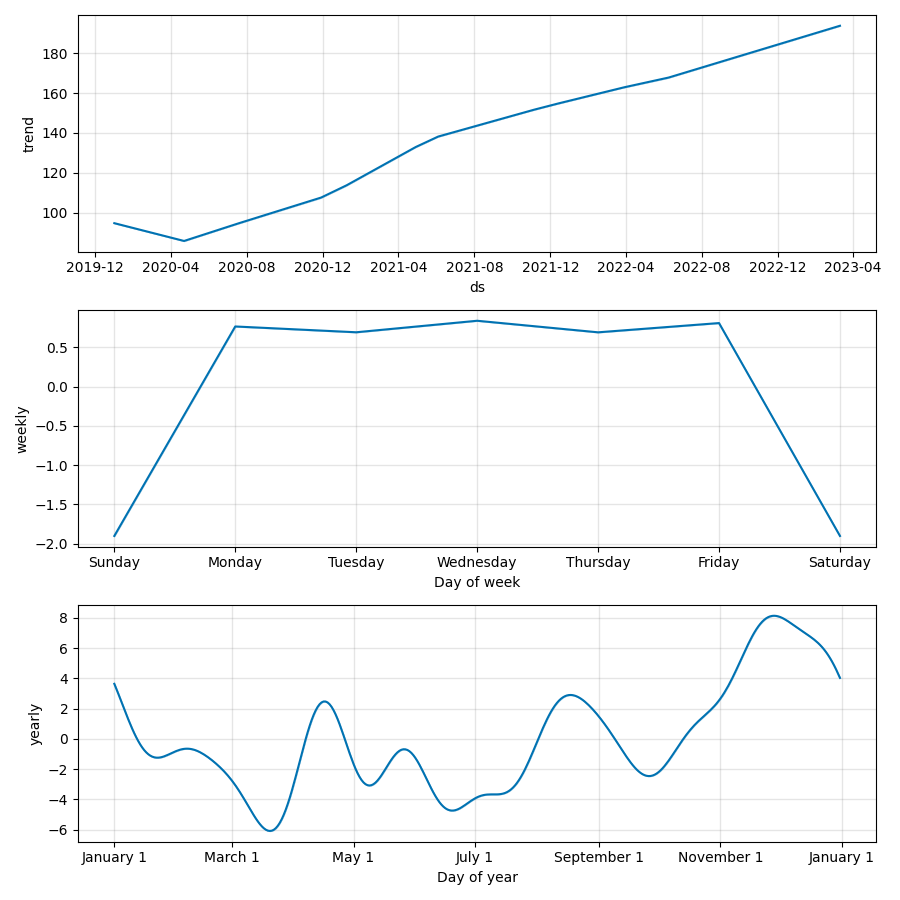 180
160
140
120
100
trend
2019-12 2020-04 2020-08 2020-12 2021-04 2021-08 2021-12 2022-04 2022-08 2022-12 2023-04
ds
0.5
0.0
−0.5
−1.0
−1.5
−2.0
weekly
Sunday Monday Tuesday Wednesday Thursday Friday Saturday
Day of week
8
6
4
2
0
−2
−4
−6
yearly
January 1 March 1 May 1 July 1 September 1 November 1 January 1
Day of year